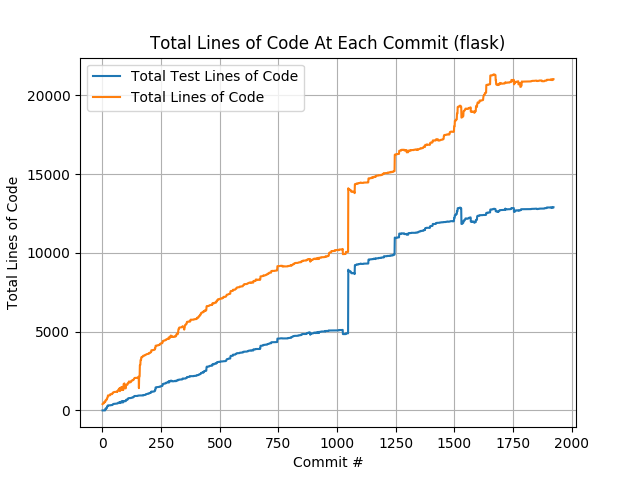 Total Lines of Code At Each Commit (flask)
Total Test Lines of Code
Total Lines of Code
Total Lines of Code
20000
15000
10000
5000
0
0 250 500 750 1000 1250 1500 1750 2000
Commit #